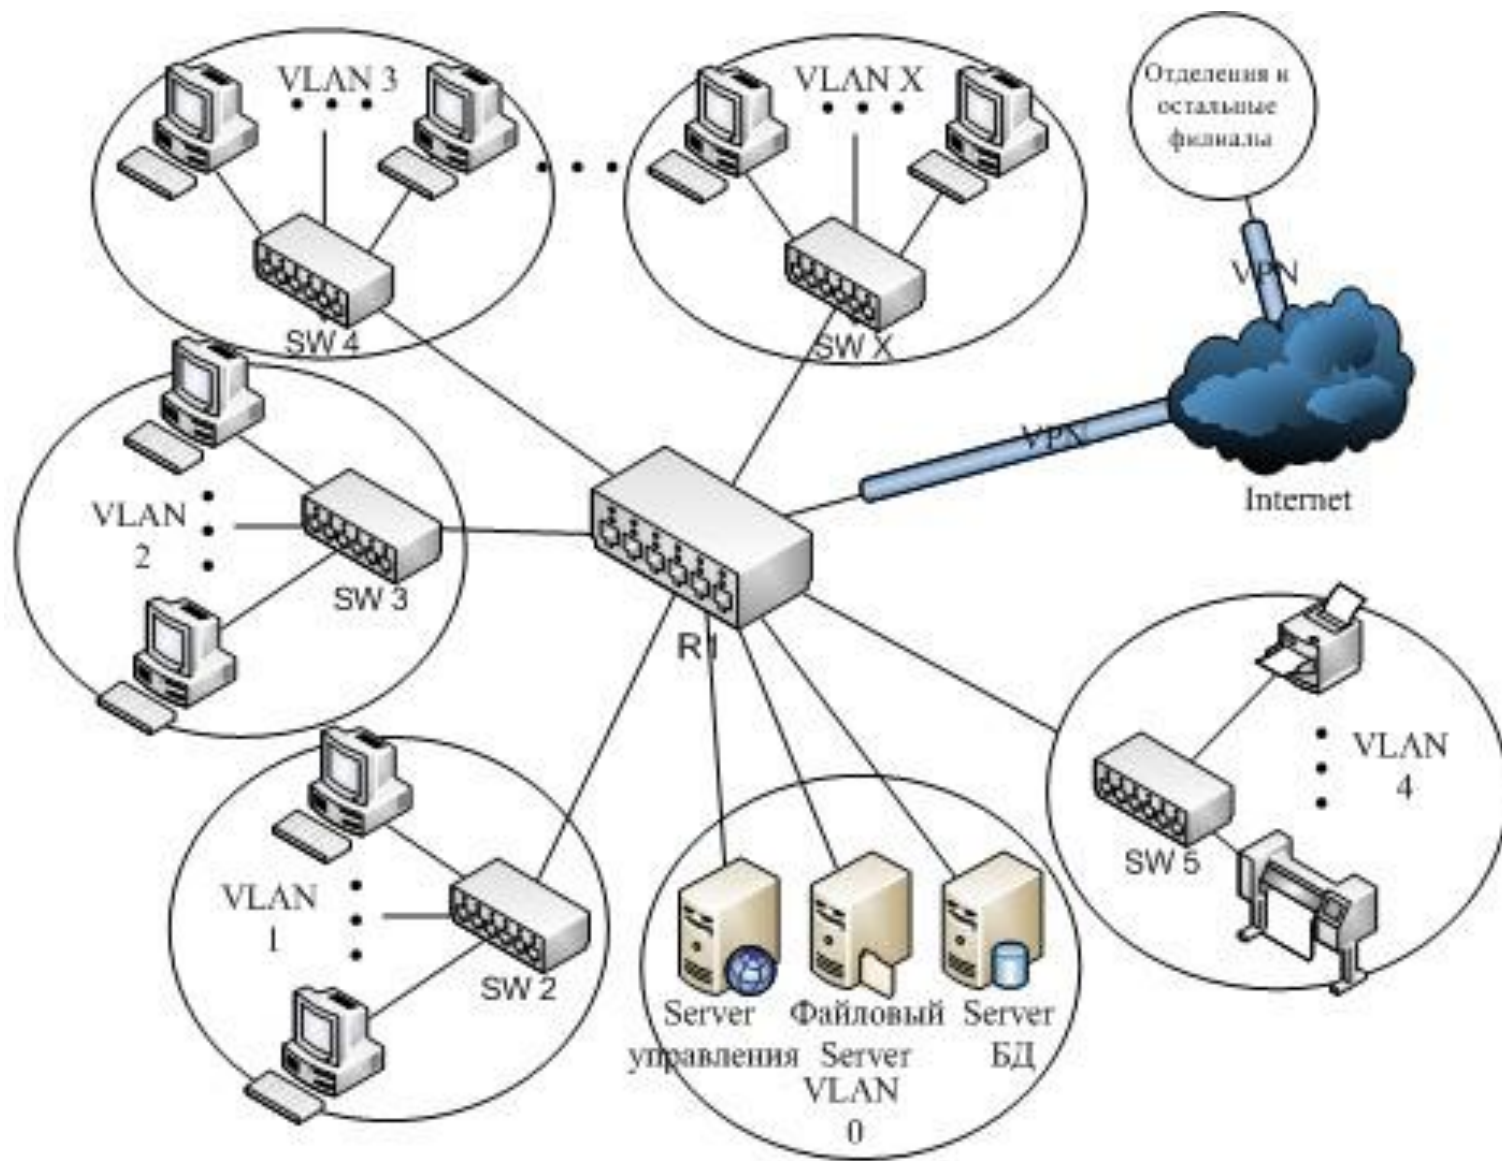 VLAN 3
VLAN X
Отделения и
остальные
филиалы
VPN
SW 4
SW X
VPN
Internet
VLAN
2
SW 3
R1
VLAN
4
SW 5
VLAN
1
SW 2
Server
управления
Файловый
Server
Server
БД
VLAN
0